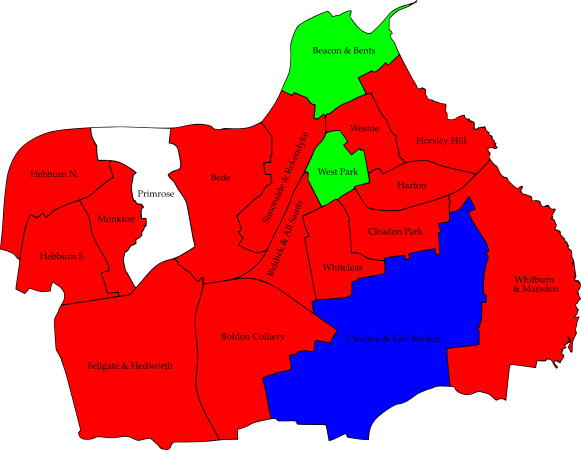 Beacon & Bents
Westoe
Horsley Hill
Simonside & Rekendyke
West Park
Hebburn N.
Bede
Primrose
Harton
Monkton
Biddick & All Saints
Cleadon Park
Hebburn S.
Whiteleas
Whitburn
& Marsden
Boldon Colliery
Cleadon & East Boldon
Fellgate & Hedworth